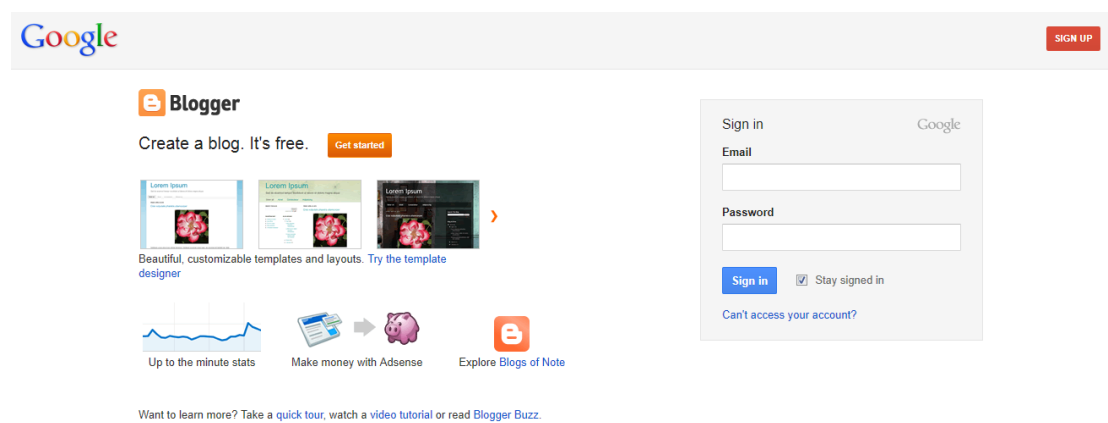 Google
SIGN UP
Blogger
Create a blog. It's free.
Get started
Lorem Ipsum
Lorem Ipsum
Lorem Ipsum
Beautiful, customizable templates and layouts. Try the template
designer
Up to the minute stats
Make money with Adsense
Explore Blogs of Note
Want to learn more? Take a quick tour, watch a video tutorial or read Blogger Buzz.
Sign in
Google
Email
Password
Sign in
Stay signed in
Can't access your account?